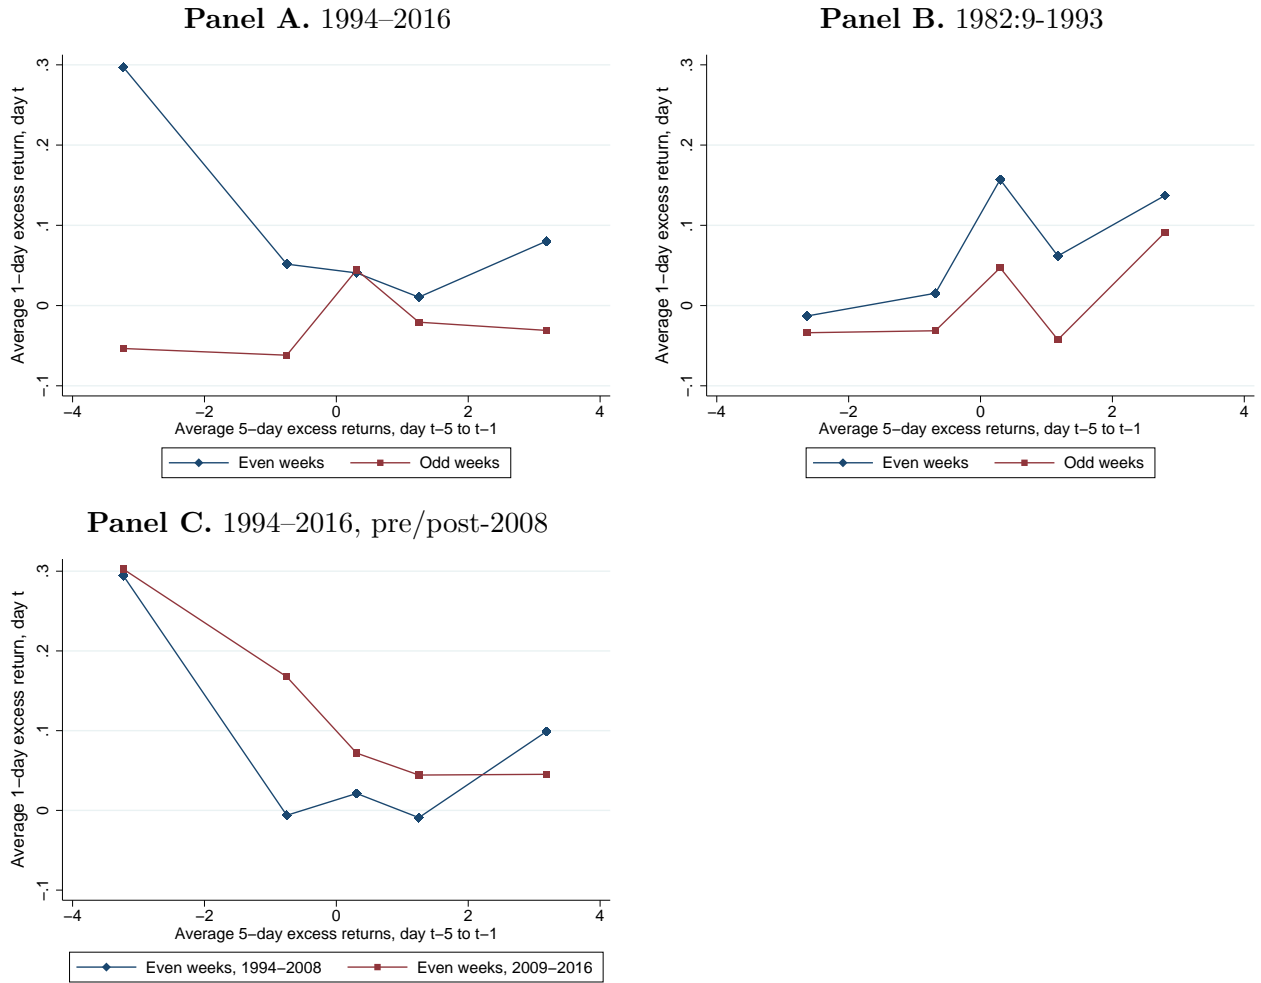 Panel A. 1994–2016
Average 1−day excess return, day t
.3
.2
.1
0
−.1
−4
−2
0
2
4
Average 5−day excess returns, day t−5 to t−1
Even weeks
Odd weeks
Panel B. 1982:9-1993
Average 1−day excess return, day t
.3
.2
.1
0
−.1
−4
−2
0
2
4
Average 5−day excess returns, day t−5 to t−1
Even weeks
Odd weeks
Panel C. 1994–2016, pre/post-2008
Average 1−day excess return, day t
.3
.2
.1
0
−.1
−4
−2
0
2
4
Average 5−day excess returns, day t−5 to t−1
Even weeks, 1994−2008
Even weeks, 2009−2016